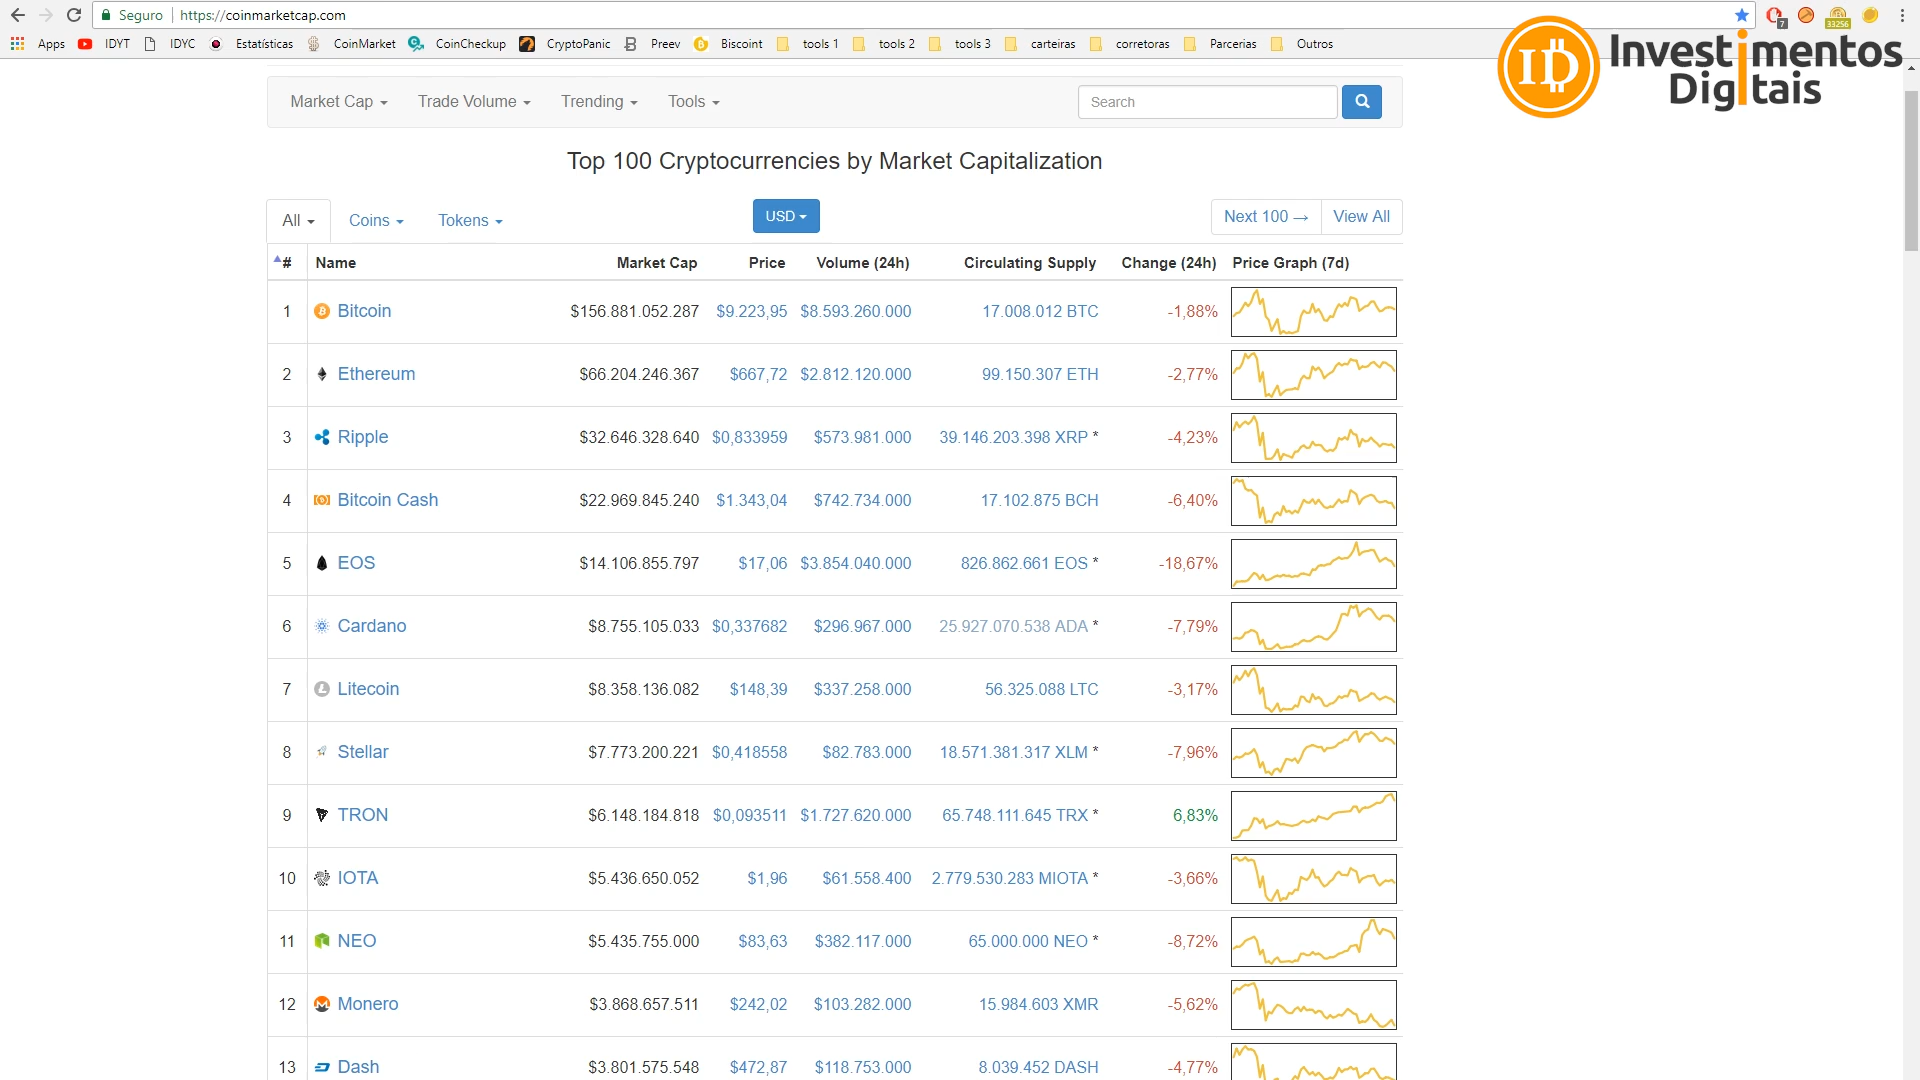 Seguro https://coinmarketcap.com 7 33256
Apps IDYT IDYC Estatísticas CoinMarket CoinCheckup CryptoPanic Preev Biscoint tools 1 tools 2 tools 3 carteiras corretoras Parcerias Outros
Investimentos
Digitais
Market Cap Trade Volume Trending Tools Search
Top 100 Cryptocurrencies by Market Capitalization
All Coins Tokens USD Next 100 → View All
# Name Market Cap Price Volume (24h) Circulating Supply Change (24h) Price Graph (7d)
1 Bitcoin $156.881.052.287 $9.223,95 $8.593.260.000 17.008.012 BTC -1,88%
2 Ethereum $66.204.246.367 $667,72 $2.812.120.000 99.150.307 ETH -2,77%
3 Ripple $32.646.328.640 $0,833959 $573.981.000 39.146.203.398 XRP * -4,23%
4 Bitcoin Cash $22.969.845.240 $1.343,04 $742.734.000 17.102.875 BCH -6,40%
5 EOS $14.106.855.797 $17,06 $3.854.040.000 826.862.661 EOS * -18,67%
6 Cardano $8.755.105.033 $0,337682 $296.967.000 25.927.070.538 ADA * -7,79%
7 Litecoin $8.358.136.082 $148,39 $337.258.000 56.325.088 LTC -3,17%
8 Stellar $7.773.200.221 $0,418558 $82.783.000 18.571.381.317 XLM * -7,96%
9 TRON $6.148.184.818 $0,093511 $1.727.620.000 65.748.111.645 TRX * 6,83%
10 IOTA $5.436.650.052 $1,96 $61.558.400 2.779.530.283 MIOTA * -3,66%
11 NEO $5.435.755.000 $83,63 $382.117.000 65.000.000 NEO * -8,72%
12 Monero $3.868.657.511 $242,02 $103.282.000 15.984.603 XMR -5,62%
13 Dash $3.801.575.548 $472,87 $118.753.000 8.039.452 DASH -4,77%